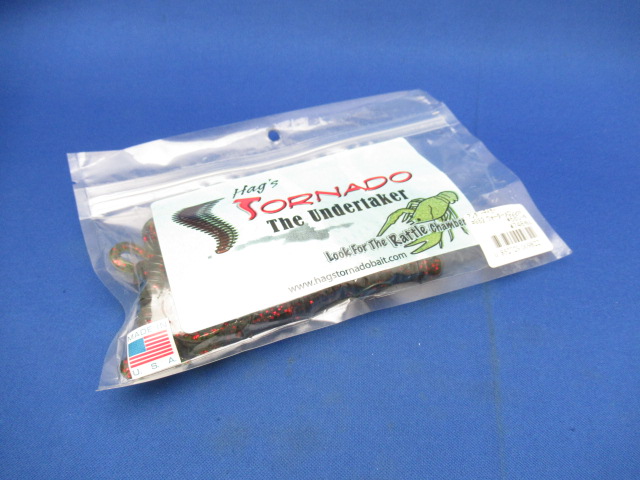 Hag's
TORNADO
The Undertaker
Look For The Rattle Chamber
www.hagstornadobait.com
MADE IN
U. S. A.